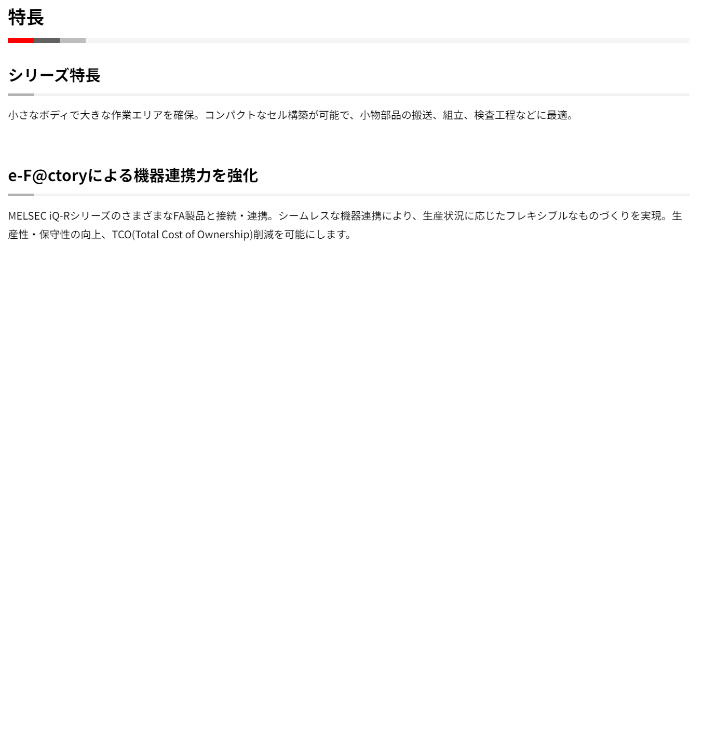 特長
シリーズ特長
小さなボディで大きな作業エリアを確保。コンパクトなセル構築が可能で、小物部品の搬送、組立、検査工程などに最適。
e-F@ctoryによる機器連携力を強化
MELSEC iQ-RシリーズのさまざまなFA製品と接続・連携。シームレスな機器連携により、生産状況に応じたフレキシブルなものづくりを実現。生
産性・保守性の向上、TCO(Total Cost of Ownership)削減を可能にします。